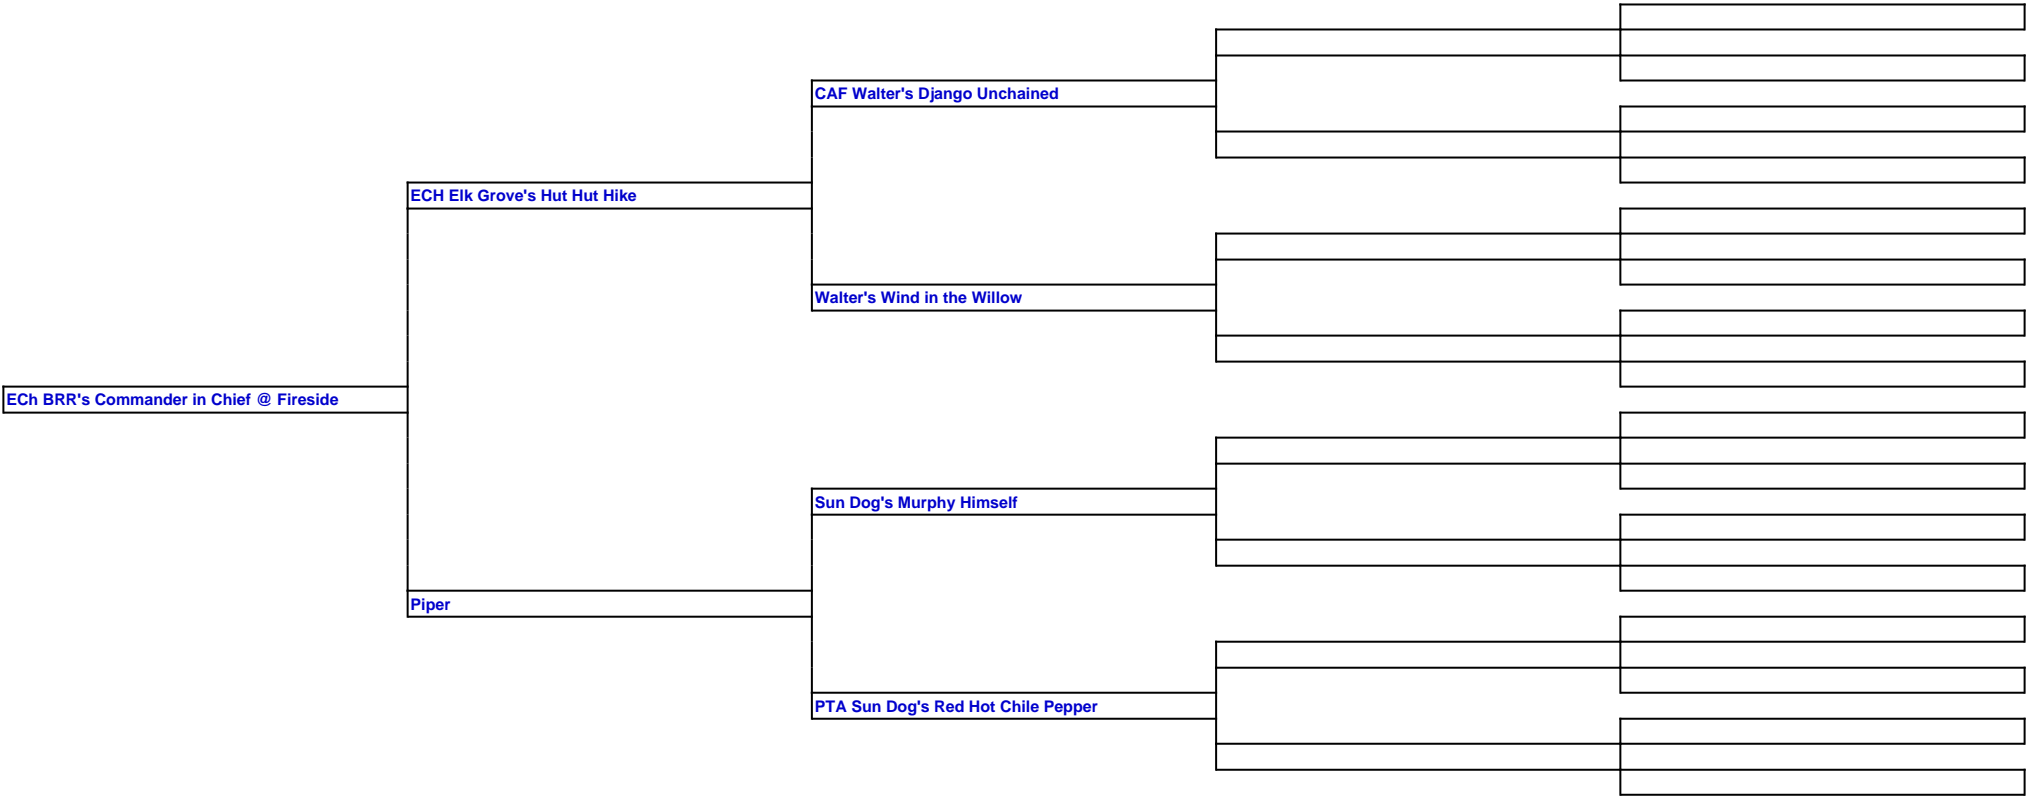 CAF Walter's Django Unchained
ECH Elk Grove's Hut Hut Hike
Walter's Wind in the Willow
ECh BRR's Commander in Chief @ Fireside
Sun Dog's Murphy Himself
Piper
PTA Sun Dog's Red Hot Chile Pepper